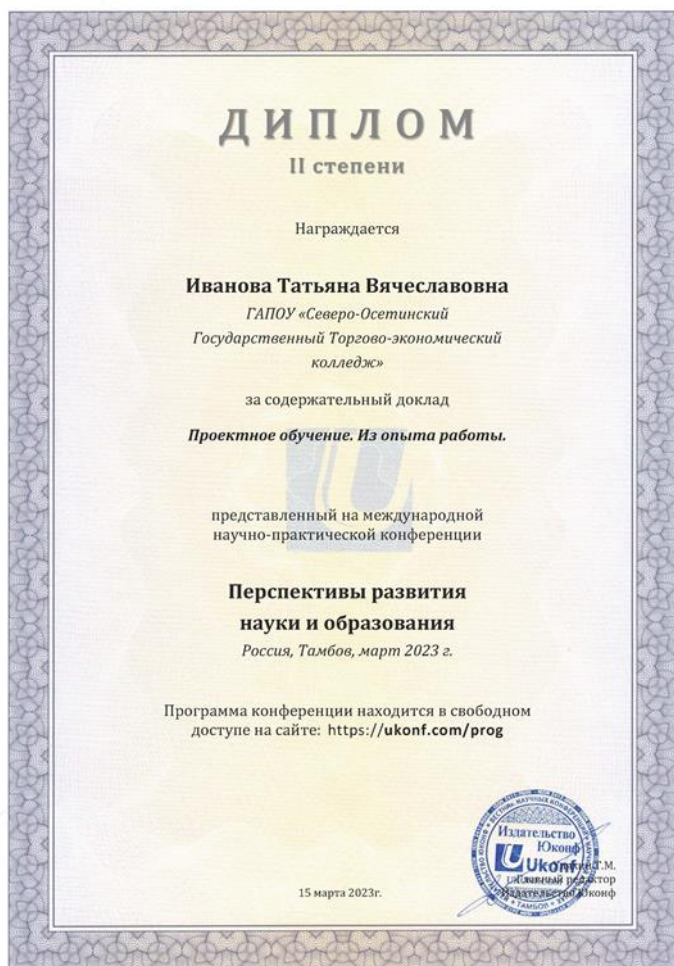 ДИПЛОМ
II степени
Награждается
Иванова Татьяна Вячеславовна
ГАПОУ «Северо-Осетинский
Государственный Торгово-экономический
колледж»
за содержательный доклад
Проектное обучение. Из опыта работы.
представленный на международной
научно-практической конференции
Перспективы развития
науки и образования
Россия, Тамбов, март 2023 г.
Программа конференции находится в свободном
доступе на сайте: https://ukonf.com/prog
Издательство
Юконф
Ukonf
Т.М.
Главный редактор
Издательство Юконф
15 марта 2023г.